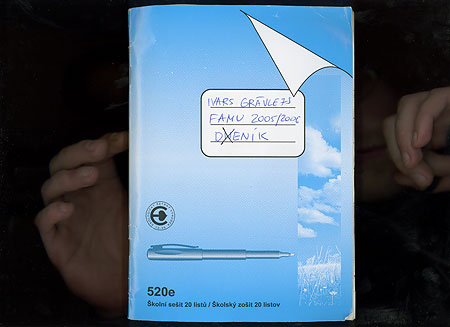 IVARS GRĀVLEJS
FAMU 2005/2006
DXENÍK
520e
Školní sešit 20 listů / Školský zošit 20 listov